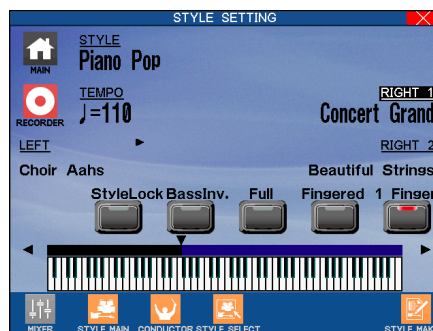 STYLE SETTING
STYLE
Piano Pop
MAIN
TEMPO
♩=110
RECORDER
RIGHT 1
Concert Grand
LEFT
RIGHT 2
Choir Aahs
Beautiful Strings
StyleLock BassInv. Full Fingered 1 Finger
MIXER STYLE MAIN CONDUCTOR STYLE SELECT STYLE MAK